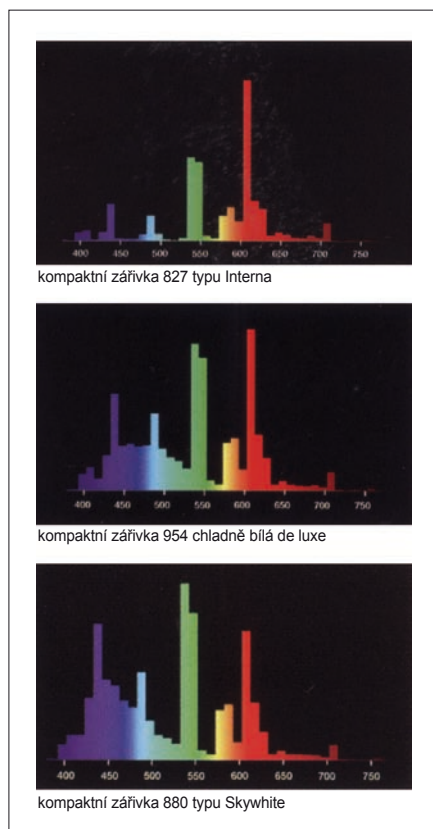 400 450 500 550 600 650 700 750
kompaktní zářivka 827 typu Interna
400 450 500 550 600 650 700 750
kompaktní zářivka 954 chladně bílá de luxe
400 450 500 550 600 650 700 750
kompaktní zářivka 880 typu Skywhite